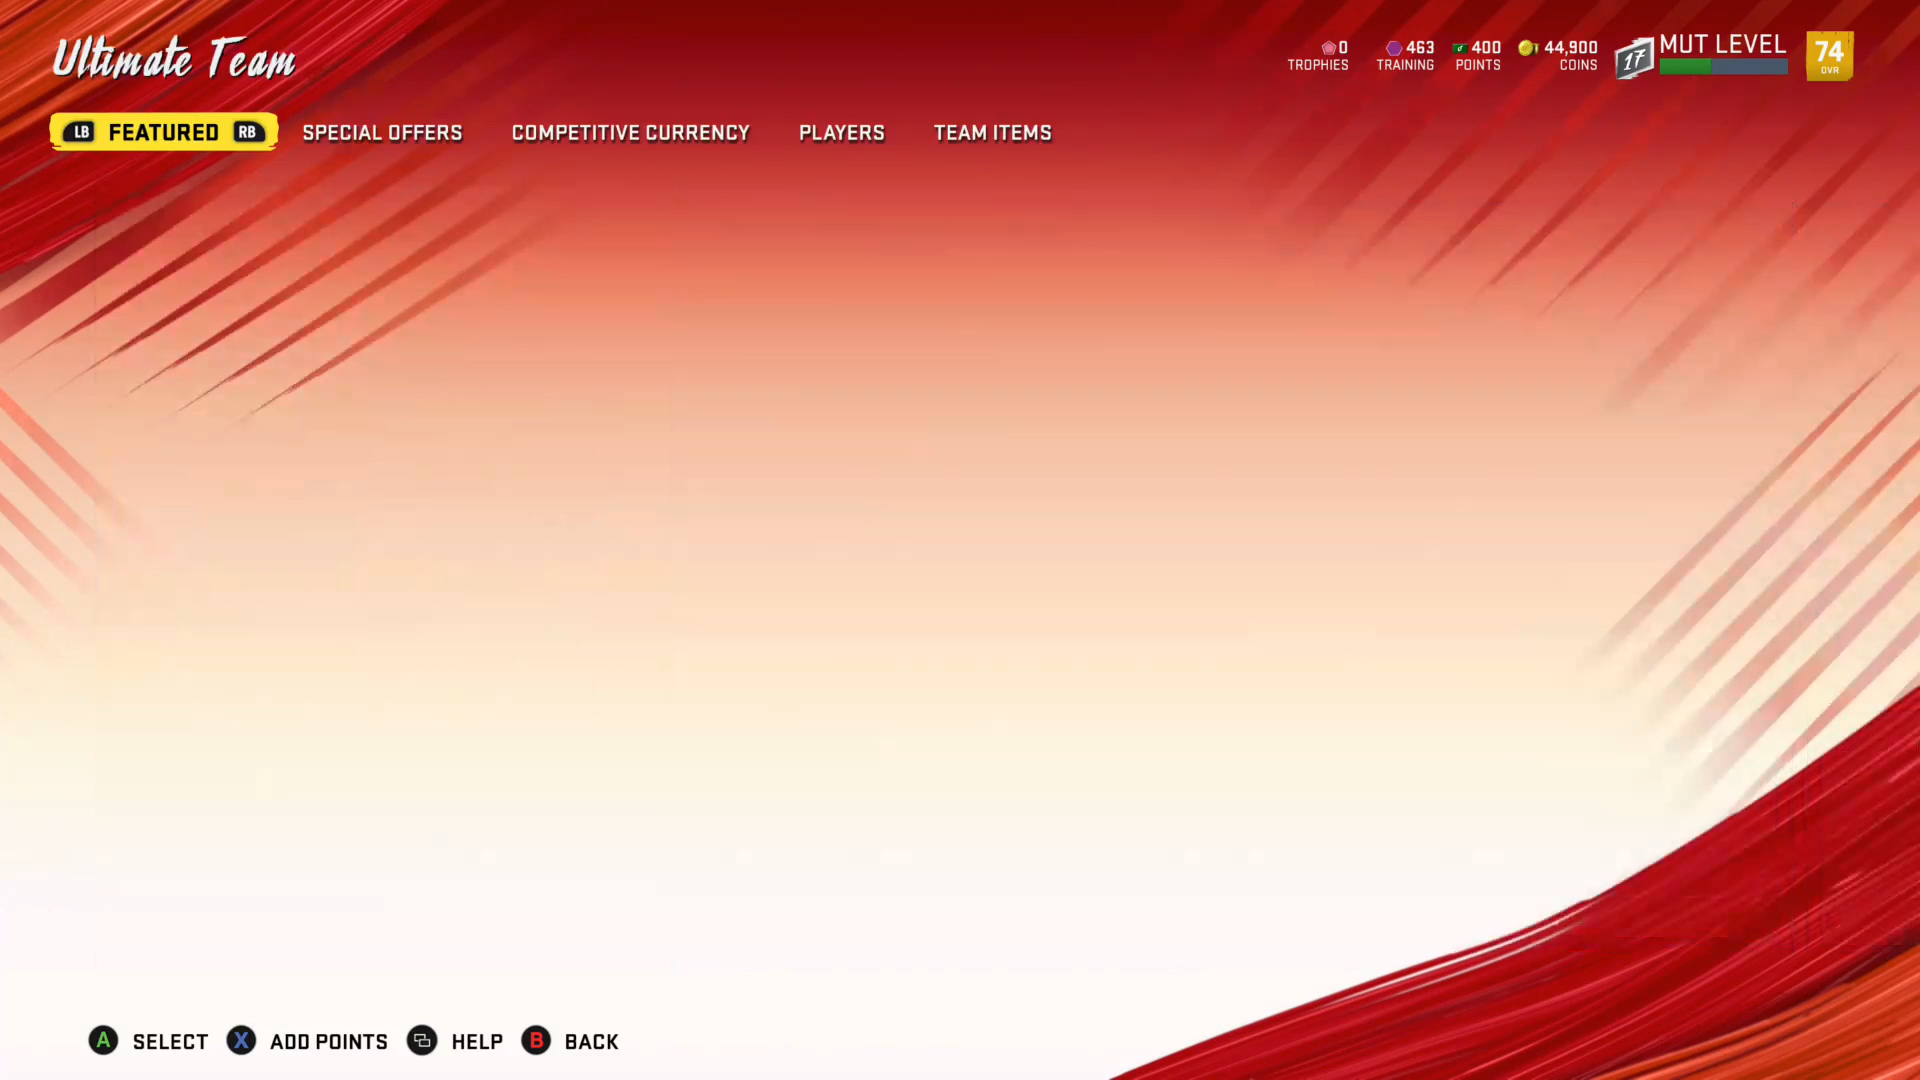 Ultimate Team
0 TROPHIES
463 TRAINING
400 POINTS
44,900 COINS
17
MUT LEVEL
74 OVR
LB FEATURED RB
SPECIAL OFFERS
COMPETITIVE CURRENCY
PLAYERS
TEAM ITEMS
A SELECT
X ADD POINTS
HELP
B BACK